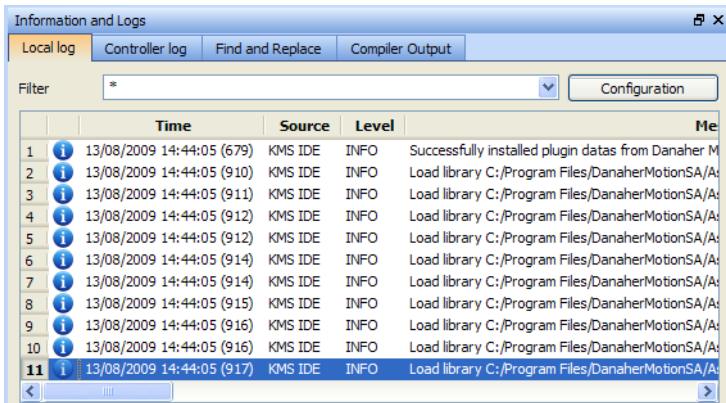 Information and Logs
Local log Controller log Find and Replace Compiler Output
Filter * Configuration
Time Source Level
1 13/08/2009 14:44:05 (679) KMS IDE INFO Successfully installed plugin datas from Danaher
2 13/08/2009 14:44:05 (910) KMS IDE INFO Load library C:/Program Files/DanaherMotionSA/
3 13/08/2009 14:44:05 (911) KMS IDE INFO Load library C:/Program Files/DanaherMotionSA/
4 13/08/2009 14:44:05 (912) KMS IDE INFO Load library C:/Program Files/DanaherMotionSA/
5 13/08/2009 14:44:05 (912) KMS IDE INFO Load library C:/Program Files/DanaherMotionSA/
6 13/08/2009 14:44:05 (914) KMS IDE INFO Load library C:/Program Files/DanaherMotionSA/
7 13/08/2009 14:44:05 (914) KMS IDE INFO Load library C:/Program Files/DanaherMotionSA/
8 13/08/2009 14:44:05 (915) KMS IDE INFO Load library C:/Program Files/DanaherMotionSA/
9 13/08/2009 14:44:05 (916) KMS IDE INFO Load library C:/Program Files/DanaherMotionSA/
10 13/08/2009 14:44:05 (916) KMS IDE INFO Load library C:/Program Files/DanaherMotionSA/
11 13/08/2009 14:44:05 (917) KMS IDE INFO Load library C:/Program Files/DanaherMotionSA/